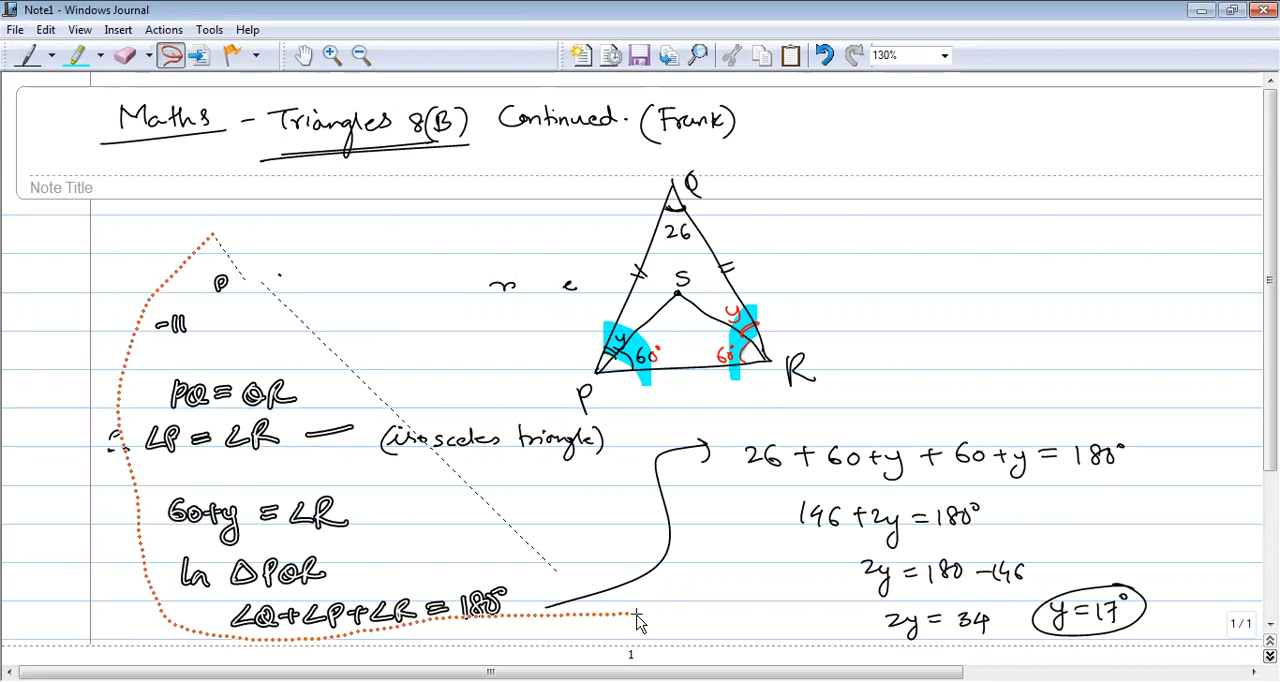 Note1 - Windows Journal
File Edit View Insert Actions Tools Help
130%
Maths - Triangles 8(B) Continued. (Frank)
Note Title
Q
26
S
y
y
60°
60°
P
R
P
-111
PQ = QR
∴ ∠P = ∠R — (isosceles triangle)
60+y = ∠R
In △PQR
∠Q+∠P+∠R = 180°
26 + 60+y + 60+y = 180°
146 + 2y = 180°
2y = 180 - 146
2y = 34
y = 17°
1 / 1
1